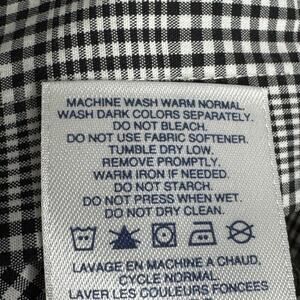 MACHINE WASH WARM NORMAL.
WASH DARK COLORS SEPARATELY.
DO NOT BLEACH.
DO NOT USE FABRIC SOFTENER.
TUMBLE DRY LOW.
REMOVE PROMPTLY.
WARM IRON IF NEEDED.
DO NOT STARCH.
DO NOT PRESS WHEN WET.
DO NOT DRY CLEAN.
LAVAGE EN MACHINE A CHAUD,
CYCLE NORMAL.
LAVER LES COULEURS FONCEES